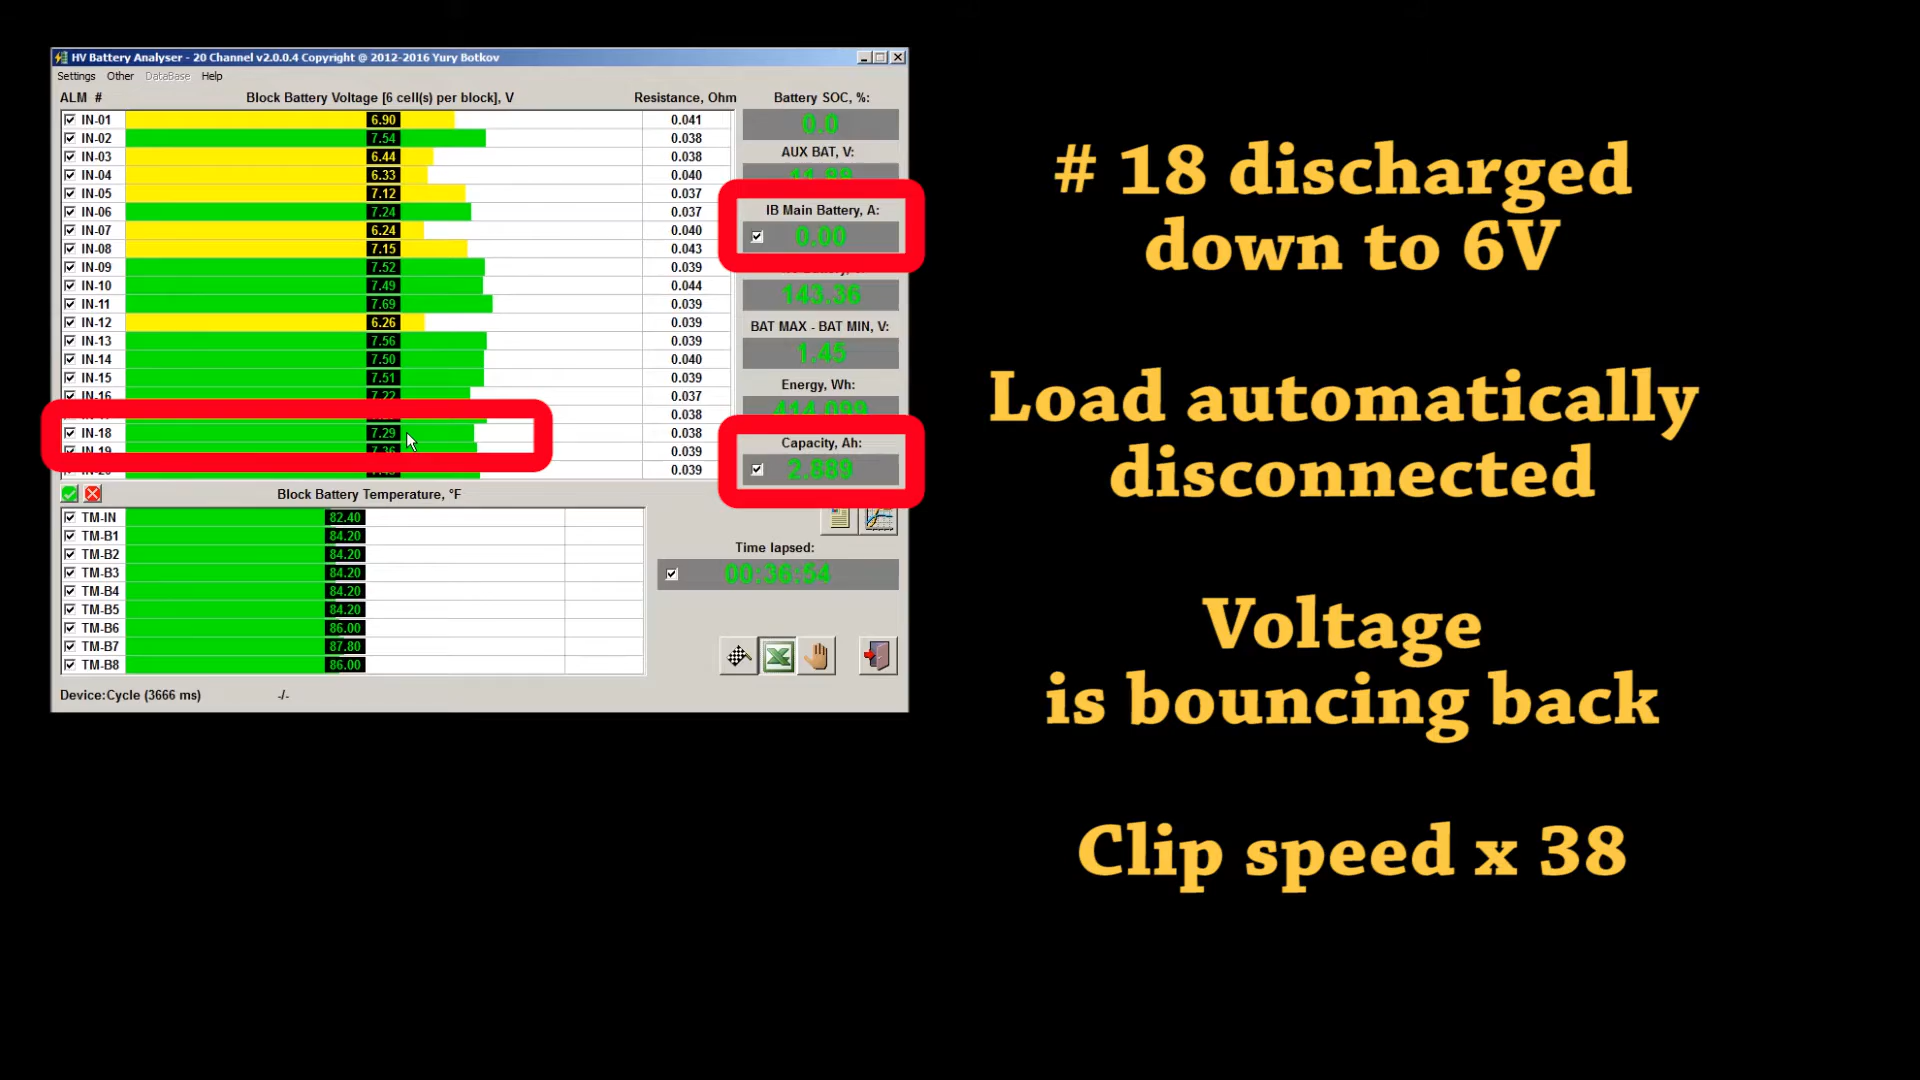 HV Battery Analyser - 20 Channel v2.0.0.4 Copyright @ 2012-2016 Yury Botkov
Settings Other DataBase Help
ALM # Block Battery Voltage [6 cell(s) per block], V Resistance, Ohm
IN-01 6.90 0.041
IN-02 7.54 0.038
IN-03 6.44 0.038
IN-04 6.33 0.040
IN-05 7.12 0.037
IN-06 7.24 0.037
IN-07 6.24 0.040
IN-08 7.15 0.043
IN-09 7.52 0.039
IN-10 7.49 0.044
IN-11 7.69 0.039
IN-12 6.26 0.039
IN-13 7.56 0.039
IN-14 7.50 0.040
IN-15 7.51 0.039
IN-16 7.22 0.037
0.038
IN-18 7.29 0.038
IN-19 7.36 0.039
0.039
Battery SOC, %:
0.0
AUX BAT, V:
IB Main Battery, A:
0.00
143.36
BAT MAX - BAT MIN, V:
1.45
Energy, Wh:
414.099
Capacity, Ah:
2.889
Block Battery Temperature, °F
TM-IN 82.40
TM-B1 84.20
TM-B2 84.20
TM-B3 84.20
TM-B4 84.20
TM-B5 84.20
TM-B6 86.00
TM-B7 87.80
TM-B8 86.00
Time lapsed:
00:36:54
Device:Cycle (3666 ms) -/-
# 18 discharged
down to 6V
Load automatically
disconnected
Voltage
is bouncing back
Clip speed x 38